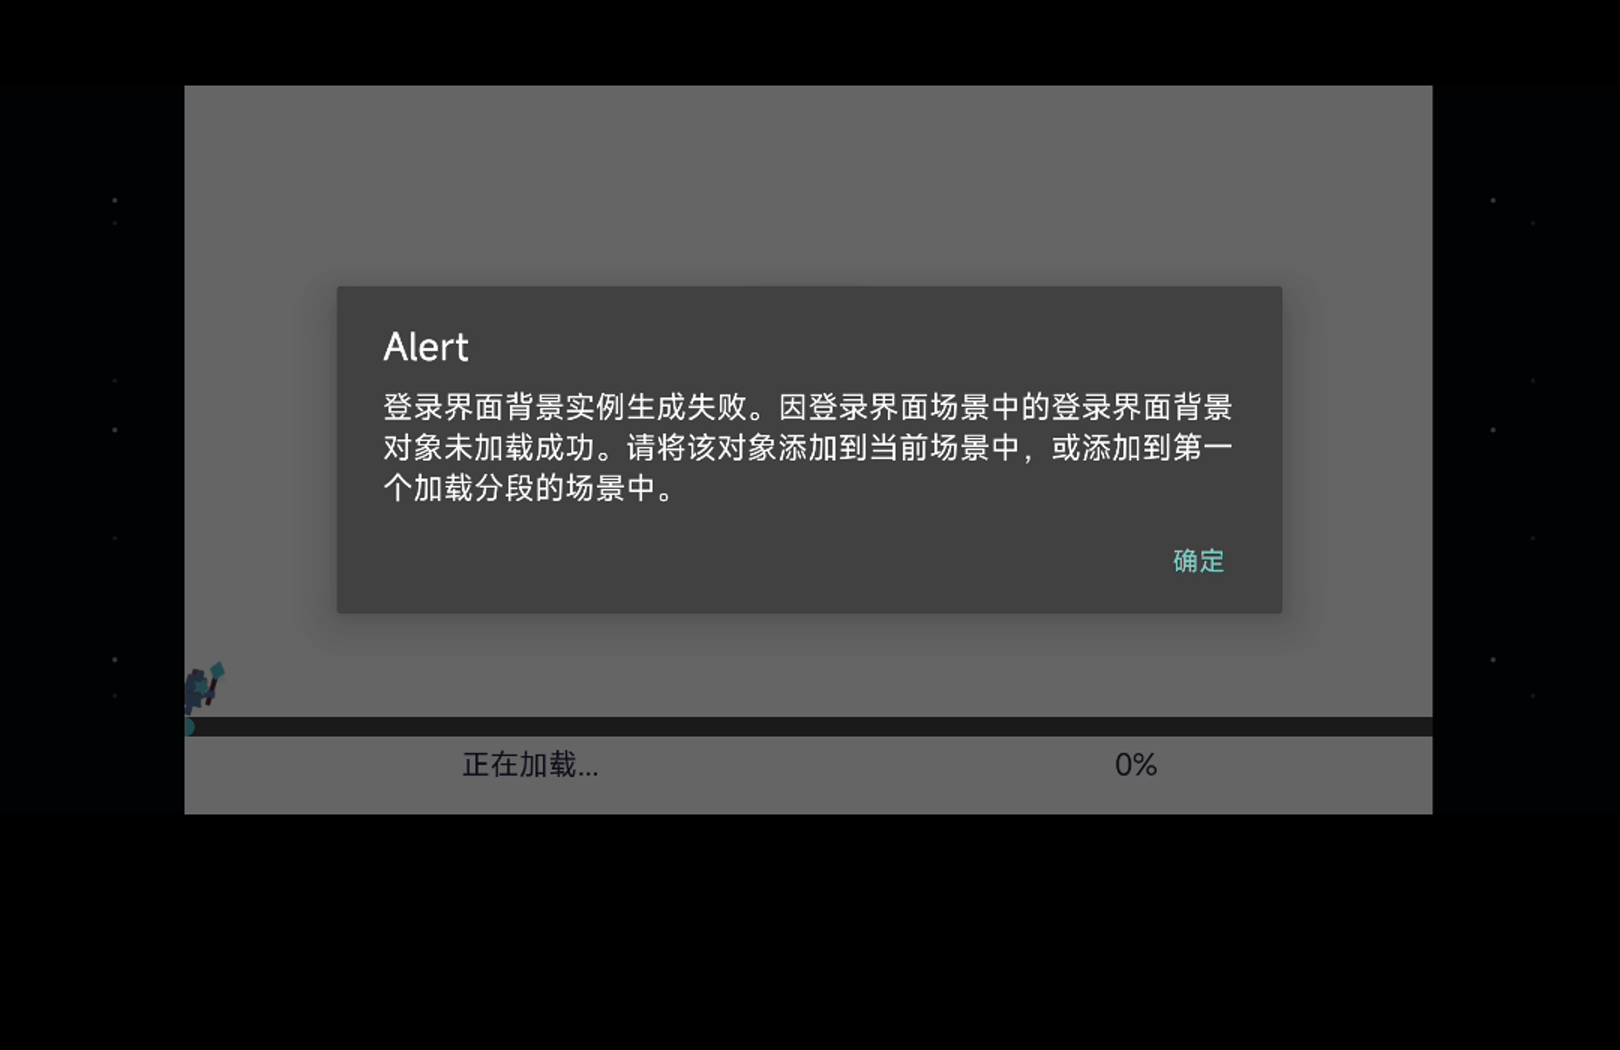 Alert
登录界面背景实例生成失败。因登录界面场景中的登录界面背景
对象未加载成功。请将该对象添加到当前场景中，或添加到第一
个加载分段的场景中。
确定
正在加载... 0%